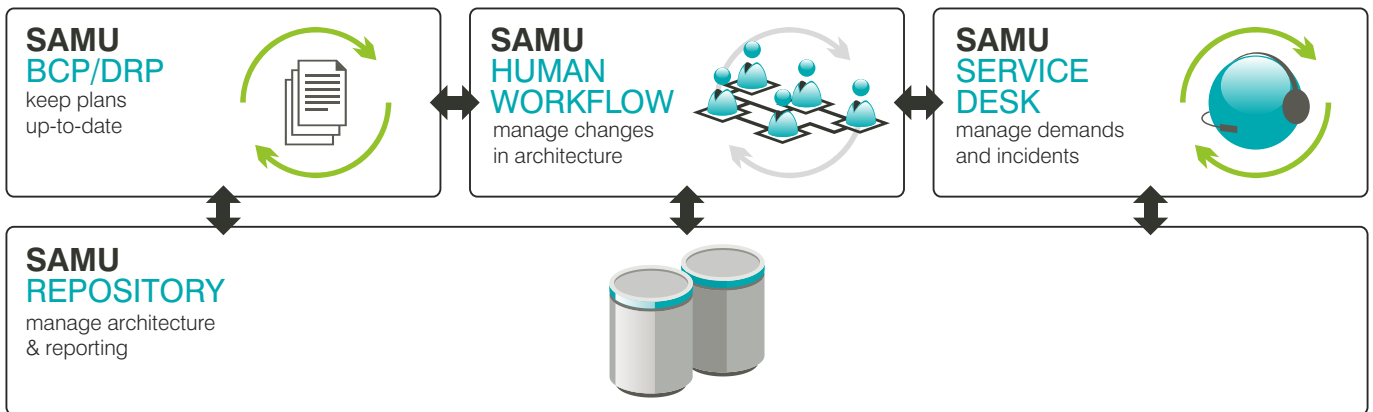 SAMU
BCP/DRP
keep plans
up-to-date
SAMU
HUMAN
WORKFLOW
manage changes
in architecture
SAMU
SERVICE
DESK
manage demands
and incidents
SAMU
REPOSITORY
manage architecture
& reporting